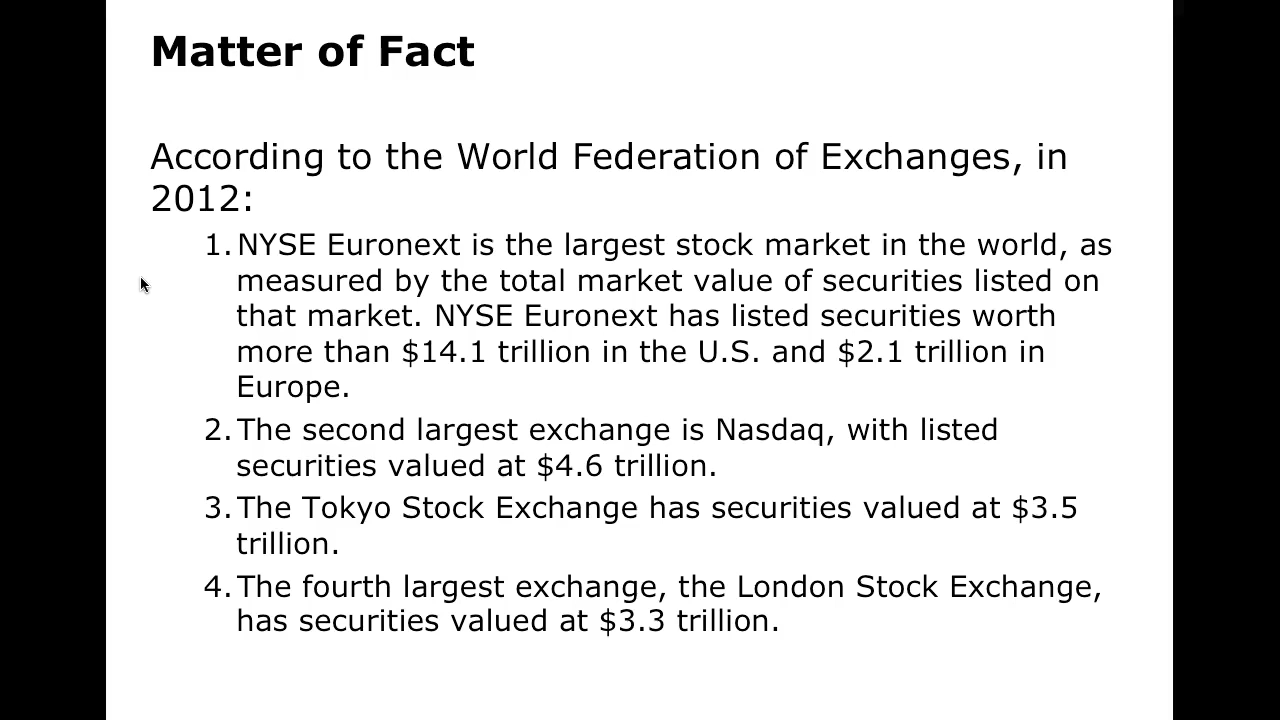 Matter of Fact
According to the World Federation of Exchanges, in
2012:
1. NYSE Euronext is the largest stock market in the world, as
measured by the total market value of securities listed on
that market. NYSE Euronext has listed securities worth
more than $14.1 trillion in the U.S. and $2.1 trillion in
Europe.
2. The second largest exchange is Nasdaq, with listed
securities valued at $4.6 trillion.
3. The Tokyo Stock Exchange has securities valued at $3.5
trillion.
4. The fourth largest exchange, the London Stock Exchange,
has securities valued at $3.3 trillion.